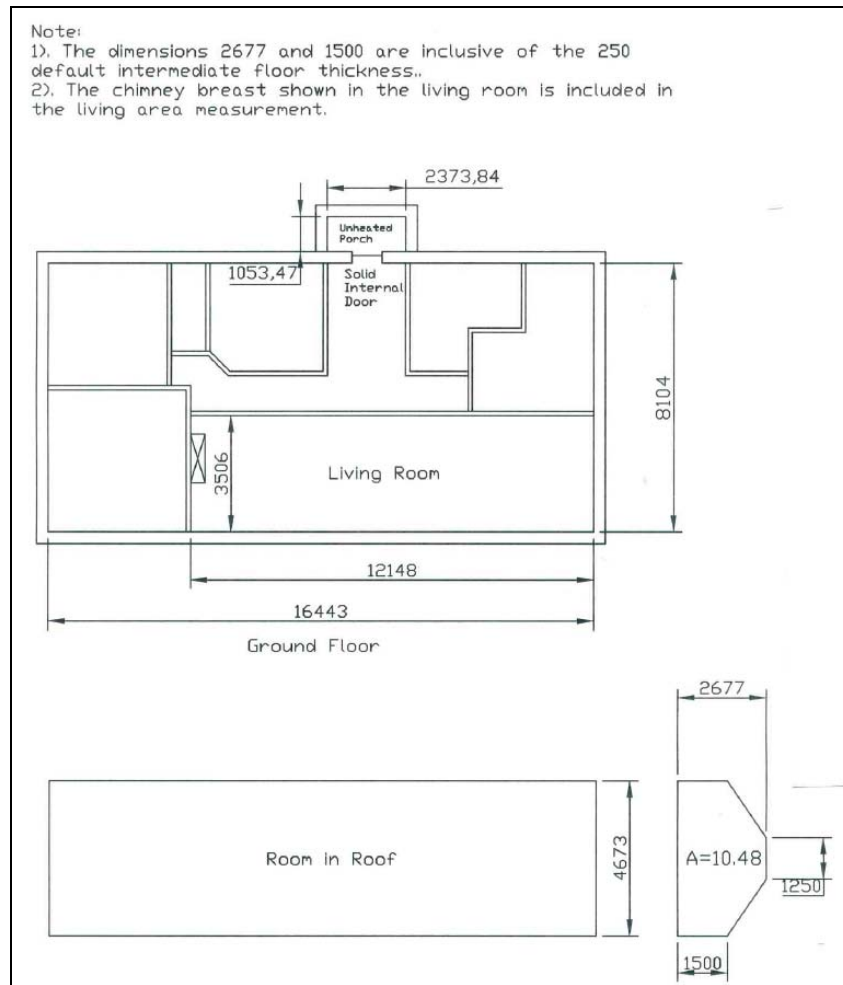 Note:
1). The dimensions 2677 and 1500 are inclusive of the 250
default intermediate floor thickness..
2). The chimney breast shown in the living room is included in
the living area measurement.
2373,84
Unheated
Porch
1053,47
Solid
Internal
Door
8104
3506
Living Room
12148
16443
Ground Floor
2677
Room in Roof
4673
A=10.48
1250
1500